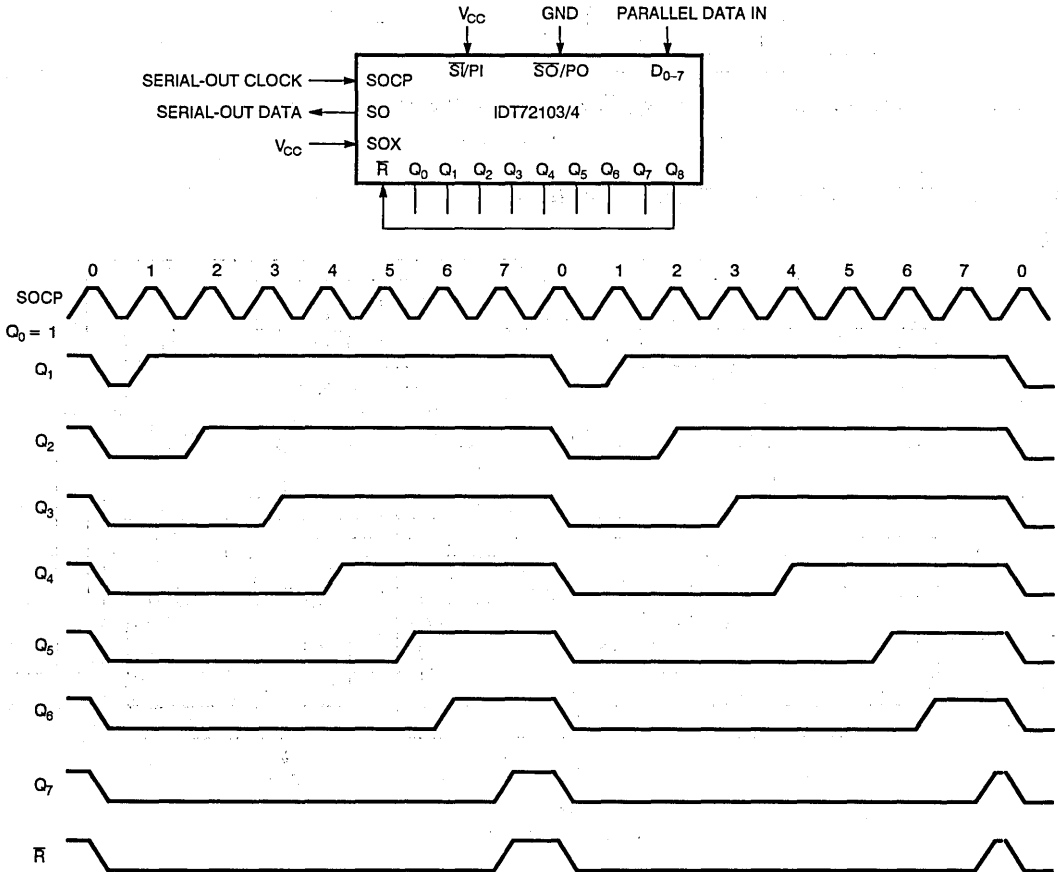 V_CC GND PARALLEL DATA IN
S̅I̅/PI S̅O̅/PO D_0–7
SERIAL-OUT CLOCK SOCP
SERIAL-OUT DATA SO IDT72103/4
V_CC SOX
R̅ Q_0 Q_1 Q_2 Q_3 Q_4 Q_5 Q_6 Q_7 Q_8
0 1 2 3 4 5 6 7 0 1 2 3 4 5 6 7 0
SOCP
Q_0 = 1
Q_1
Q_2
Q_3
Q_4
Q_5
Q_6
Q_7
R̅